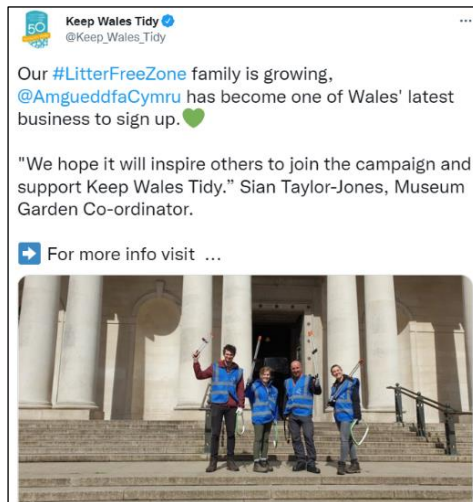 50
Keep Wales Tidy
@Keep_Wales_Tidy
Our #LitterFreeZone family is growing,
@AmgueddfaCymru has become one of Wales' latest
business to sign up.💚
"We hope it will inspire others to join the campaign and
support Keep Wales Tidy.” Sian Taylor-Jones, Museum
Garden Co-ordinator.
➡️ For more info visit ...